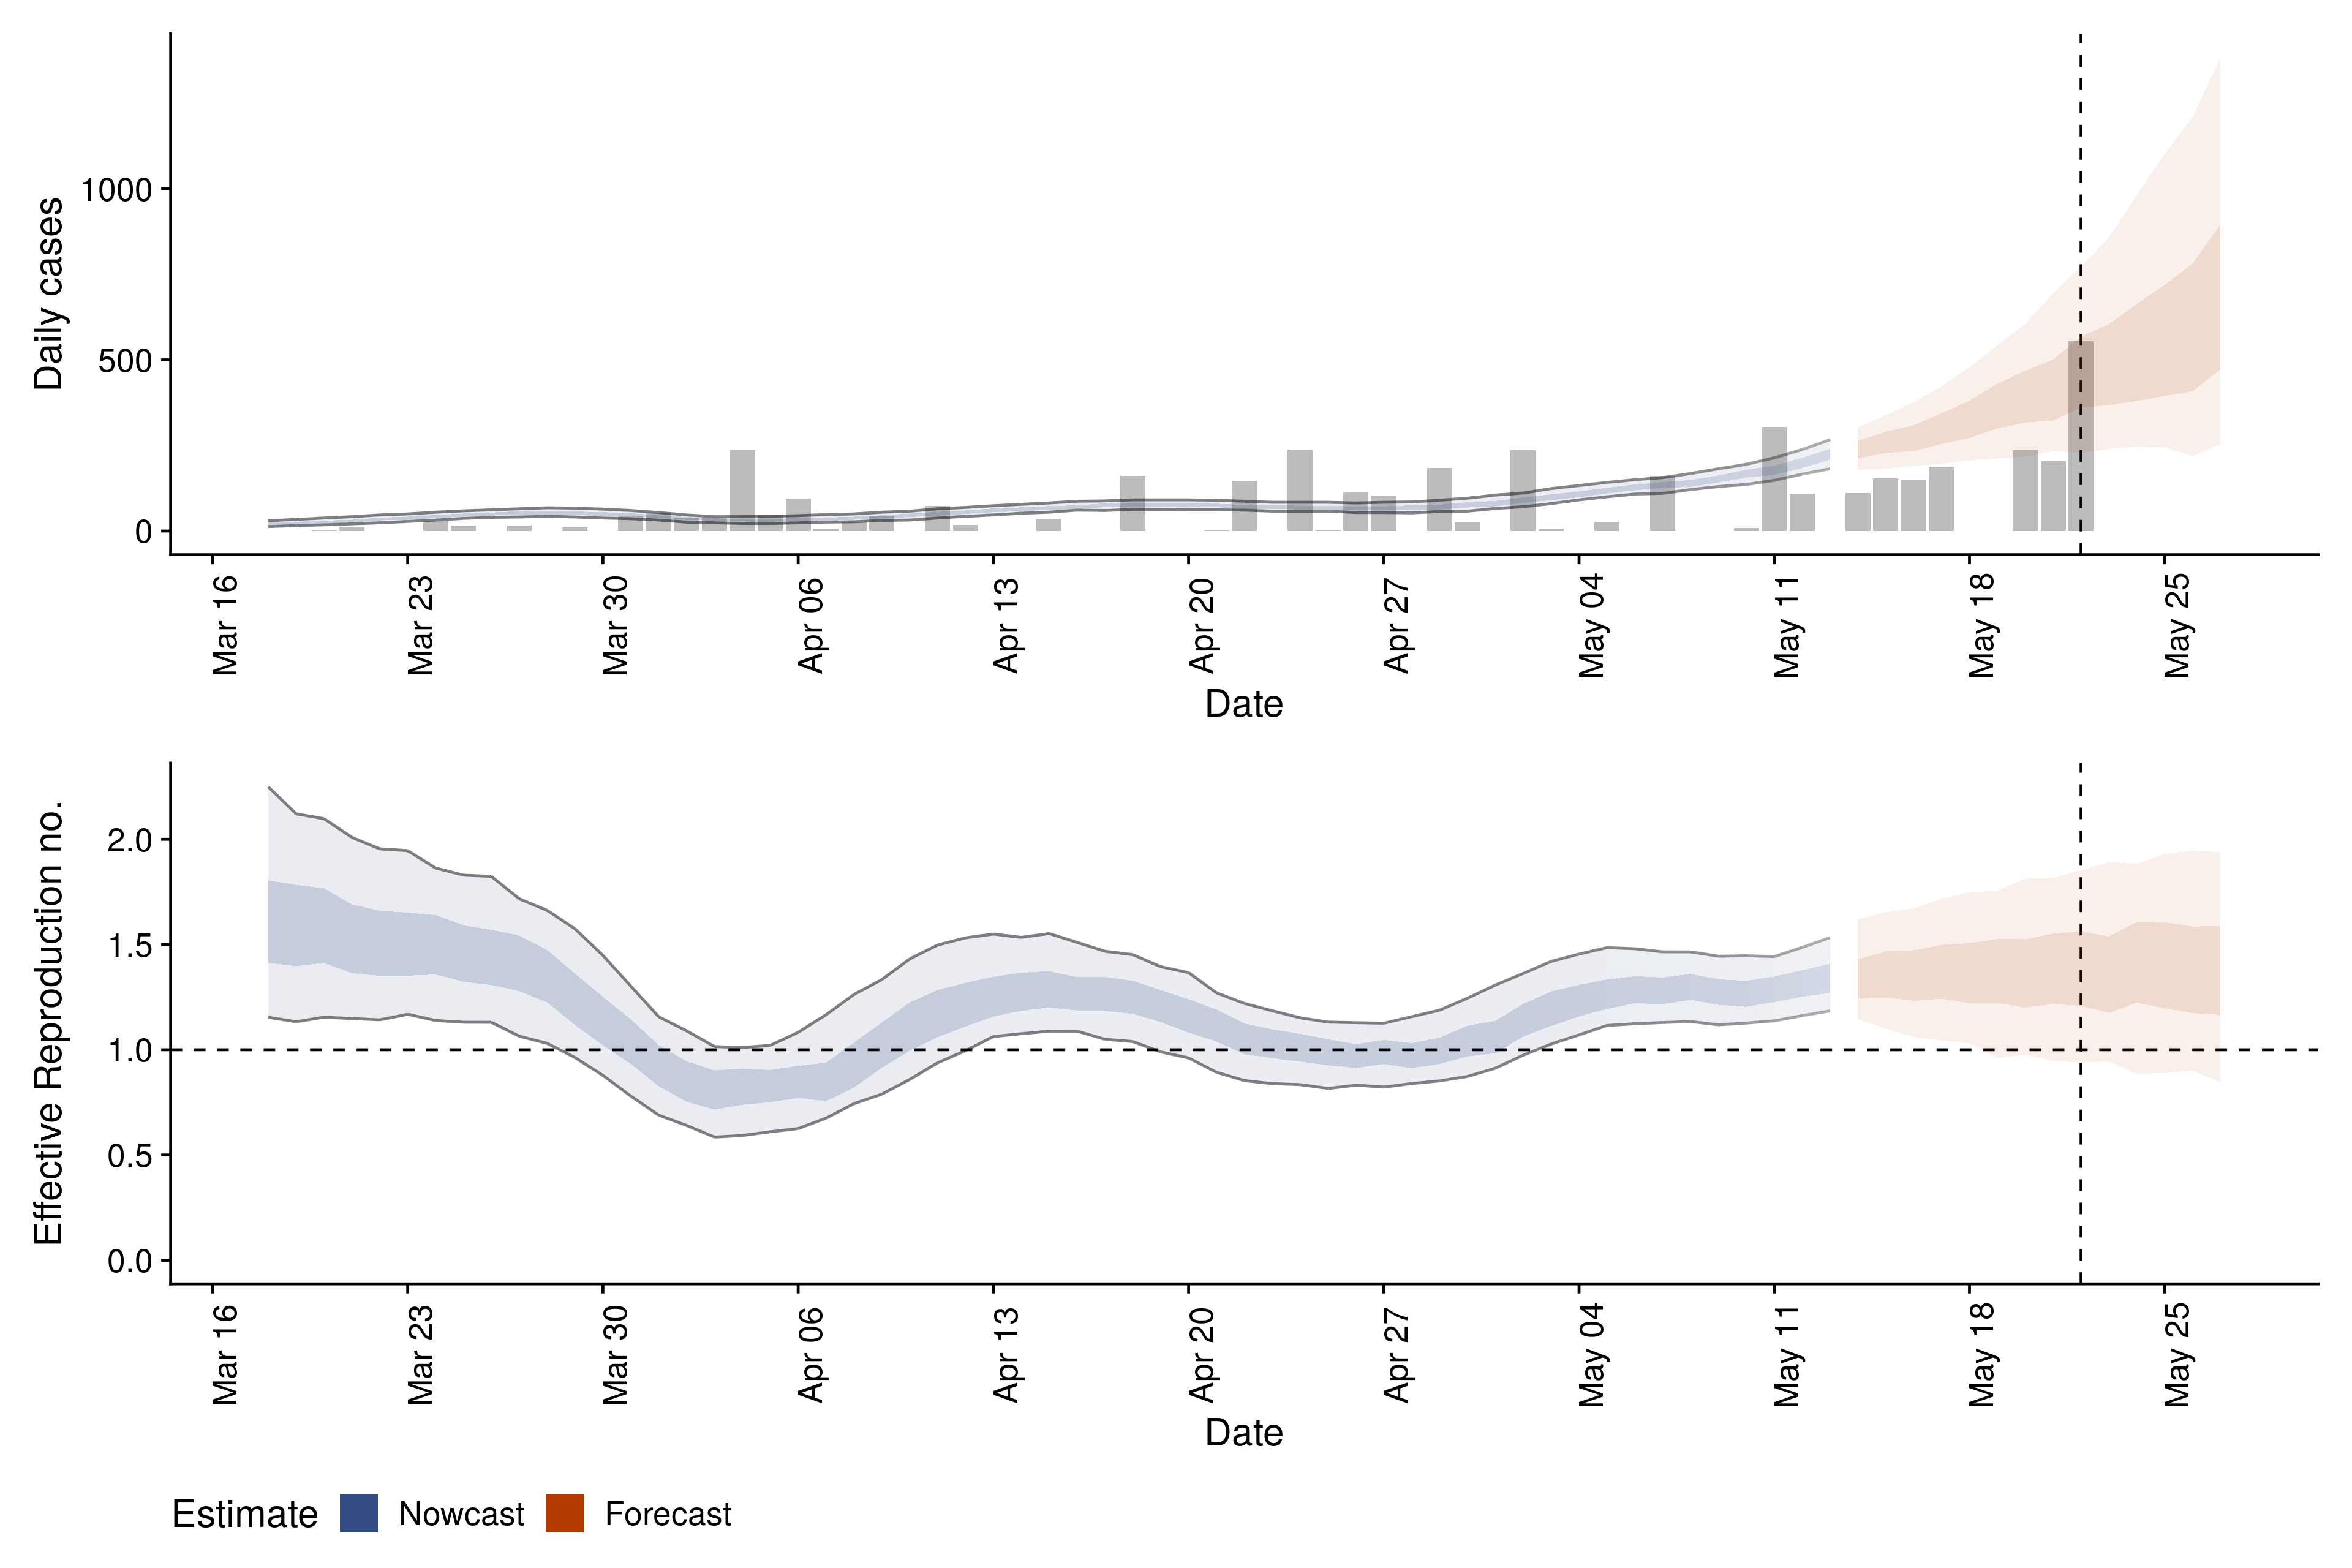 Daily cases
1000
500
0
Mar 16
Mar 23
Mar 30
Apr 06
Apr 13
Apr 20
Apr 27
May 04
May 11
May 18
May 25
Date
Effective Reproduction no.
2.0
1.5
1.0
0.5
0.0
Mar 16
Mar 23
Mar 30
Apr 06
Apr 13
Apr 20
Apr 27
May 04
May 11
May 18
May 25
Date
Estimate Nowcast Forecast